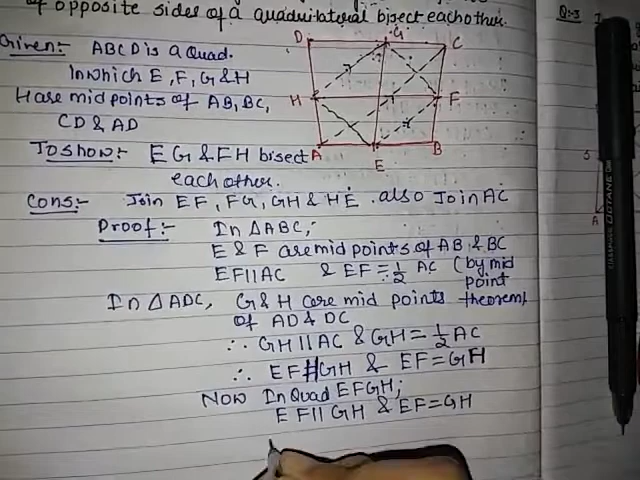 of opposite sides of a quadrilateral bisect each other.
Q:-3
Given:- ABCD is a Quad.
In which E, F, G & H
H are mid points of AB, BC,
CD & AD
D G C
H F
A E B
To show:- EG & FH bisect
each other.
Cons:- Join EF, FG, GH & HE. also Join AC
Proof:- In △ABC,
E & F are mid points of AB & BC
EF || AC & EF = 1/2 AC (by mid
point
theorem)
In △ADC, G & H are mid points
of AD & DC
∴ GH || AC & GH = 1/2 AC
∴ EF || GH & EF = GH
Now In Quad EFGH;
EF || GH & EF = GH
S
A